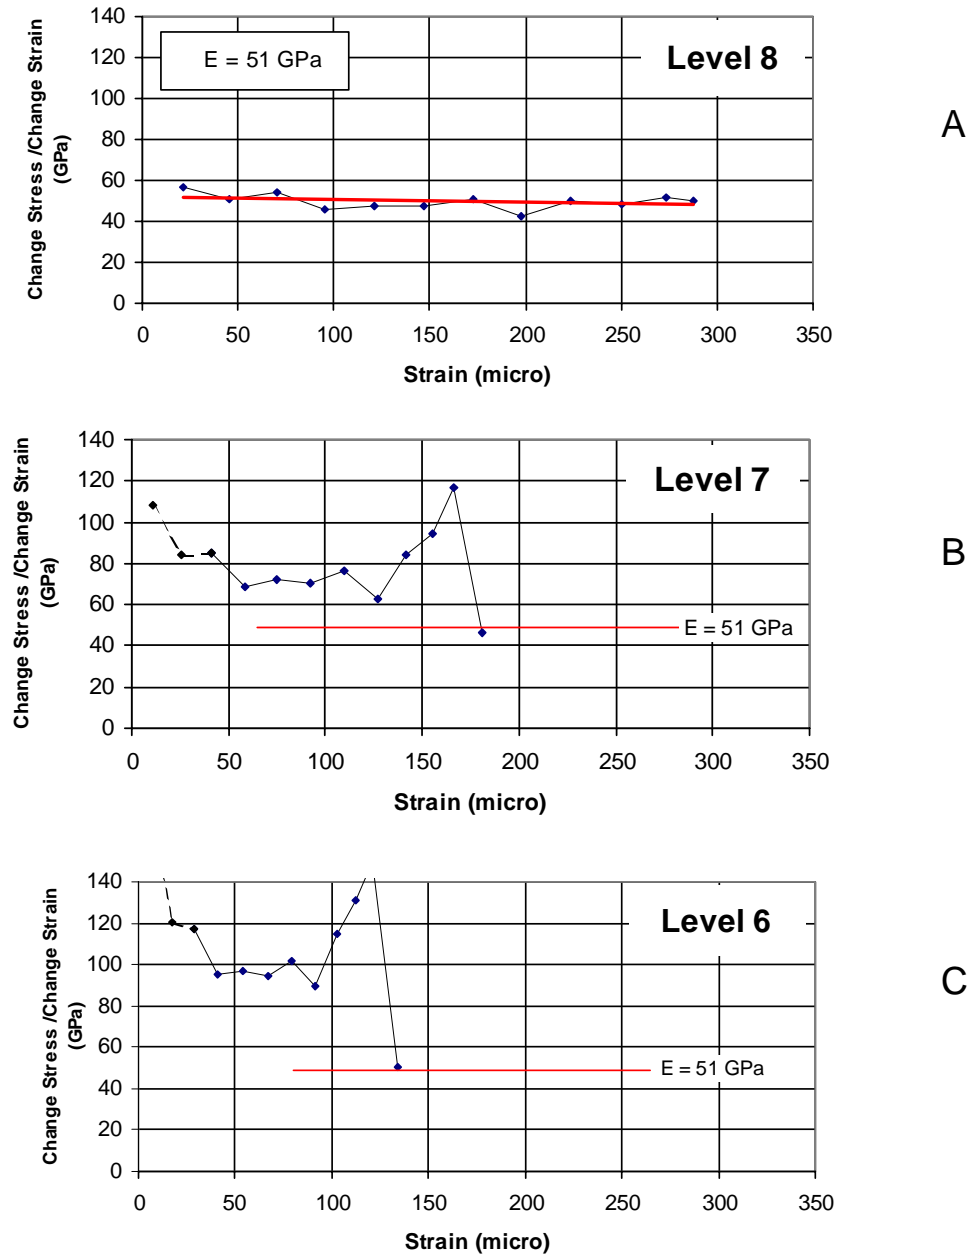 140
120
100
80
60
40
20
0
Change Stress /Change Strain
(GPa)
E = 51 GPa
Level 8
A
0 50 100 150 200 250 300 350
Strain (micro)
140
120
100
80
60
40
20
0
Change Stress /Change Strain
(GPa)
Level 7
B
E = 51 GPa
0 50 100 150 200 250 300 350
Strain (micro)
140
120
100
80
60
40
20
0
Change Stress /Change Strain
(GPa)
Level 6
C
E = 51 GPa
0 50 100 150 200 250 300 350
Strain (micro)